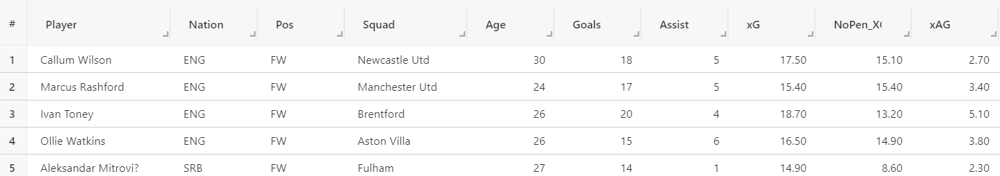 # Player Nation Pos Squad Age Goals Assist xG NoPen_XG xAG
1 Callum Wilson ENG FW Newcastle Utd 30 18 5 17.50 15.10 2.70
2 Marcus Rashford ENG FW Manchester Utd 24 17 5 15.40 15.40 3.40
3 Ivan Toney ENG FW Brentford 26 20 4 18.70 13.20 5.10
4 Ollie Watkins ENG FW Aston Villa 26 15 6 16.50 14.90 3.80
5 Aleksandar Mitrovi? SRB FW Fulham 27 14 1 14.90 8.60 2.30